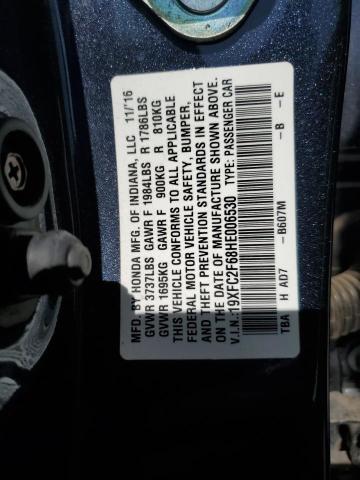 MFD. BY HONDA MFG. OF INDIANA, LLC 11/16
GVWR 3737LBS GAWR F 1984LBS R 1786LBS
GVWR 1695KG GAWR F 900KG R 810KG
THIS VEHICLE CONFORMS TO ALL APPLICABLE
FEDERAL MOTOR VEHICLE SAFETY, BUMPER,
AND THEFT PREVENTION STANDARDS IN EFFECT
ON THE DATE OF MANUFACTURE SHOWN ABOVE.
V.I.N.: 19XFC2F68HE006530 TYPE: PASSENGER CAR
TBA H AD7 -B607M -B -E